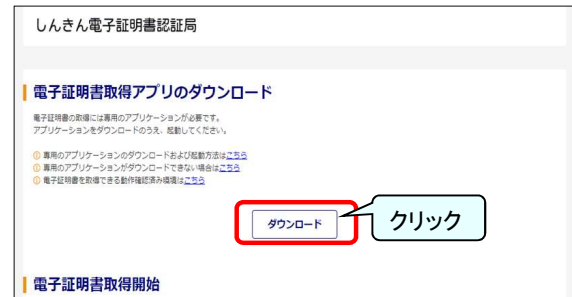 しんきん電子証明書認証局
電子証明書取得アプリのダウンロード
電子証明書の取得には専用のアプリケーションが必要です。
アプリケーションをダウンロードのうえ、起動してください。
専用のアプリケーションのダウンロードおよび起動方法はこちら
専用のアプリケーションがダウンロードできない場合はこちら
電子証明書を取得できる動作確認済み環境はこちら
ダウンロード
クリック
電子証明書取得開始